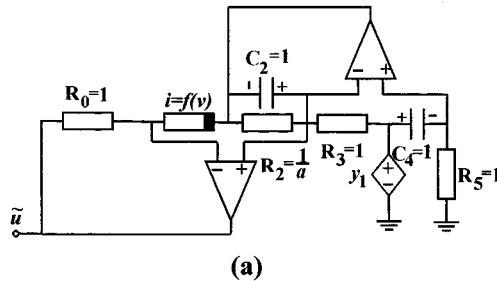 C₂=1
R₀=1
i=f(v)
R₂=1/a
R₃=1
C₄=1
y₁
R₅=1
ũ
(a)